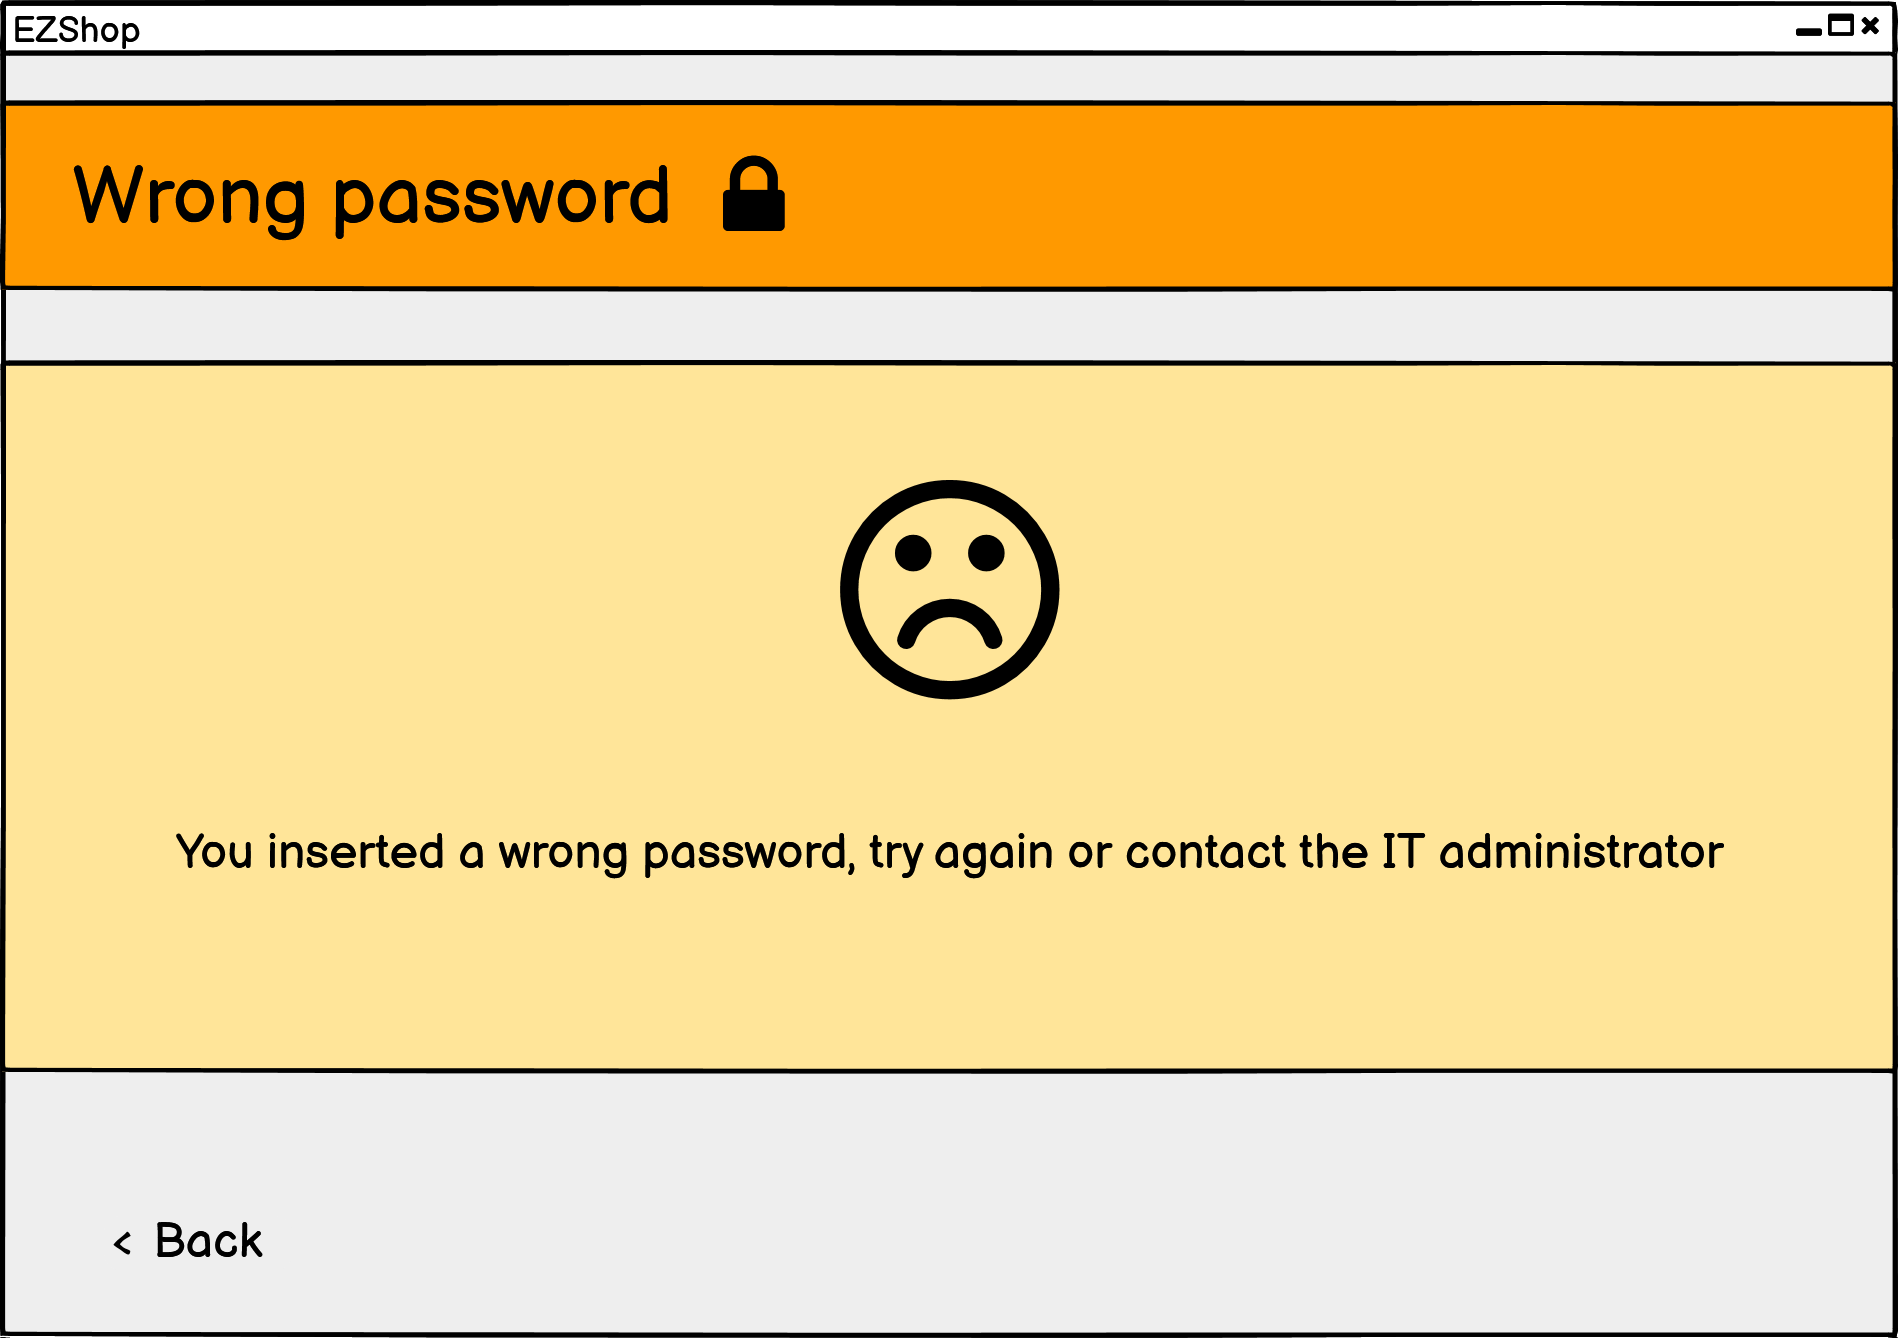 EZShop
Wrong password
You inserted a wrong password, try again or contact the IT administrator
< Back